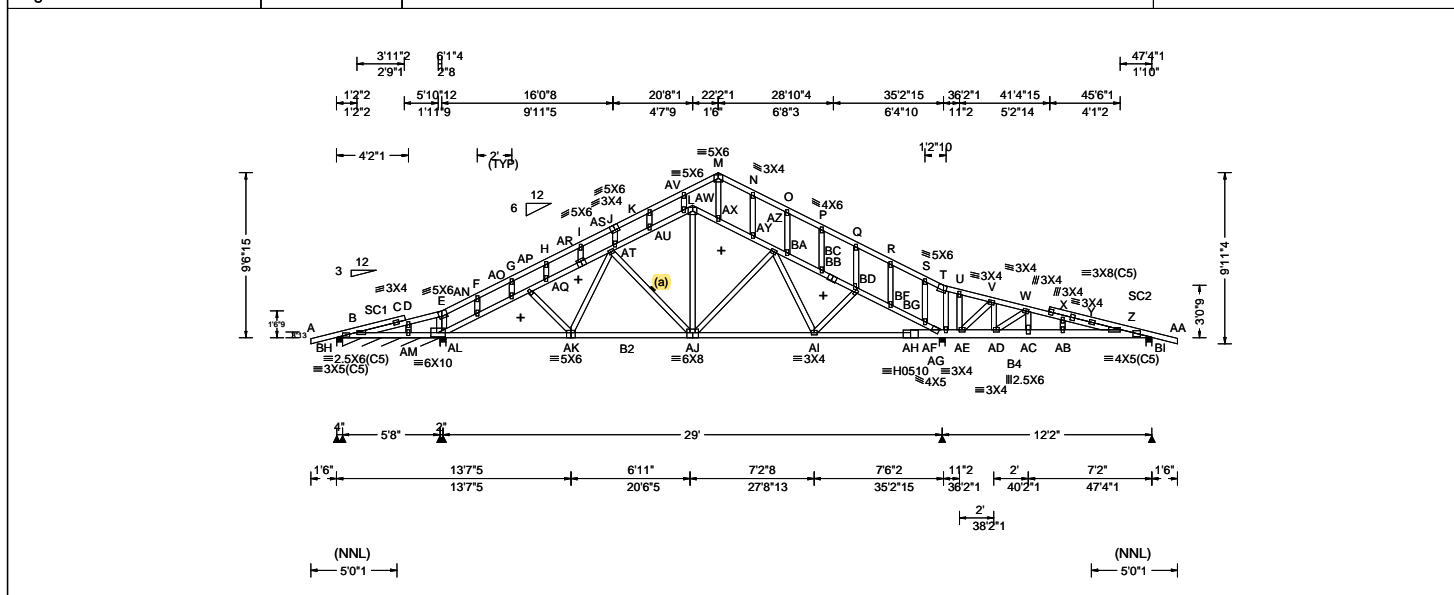 3'11"2 6'1"4 47'4"1
2'9"1 2"8 1'10"
1'2"2 5'10"12 16'0"8 20'8"1 22'2"1 28'10"4 35'2"15 36'2"1 41'4"15 45'6"1
1'2"2 1'11"9 9'11"5 4'7"9 1'6" 6'8"3 6'4"10 11"2 5'2"14 4'1"2
4'2"1 2' 1'2"10
(TYP)
≡5X6
M
≡5X6 ≡3X4
AV N
12 ≡5X6 L AW O
6 ≡3X4 K AX AZ ≡4X6
≡5X6 AS J AY P
I AU Q
AR AT BA BC
H BB R
AP BD S ≡5X6
G AQ (a) BF T U ≡3X4 ≡3X4
AO BG V ≡3X4
F W ≡3X4 ≡3X8(C5)
AN X ≡3X4
3 12 ≡3X4 ≡5X6 Y SC2
SC1 C D E Z
A B AA
9'6"15 1'6"9 3'0"9 9'11"4
BH AM AL AK B2 AJ AI AH AF AE AD AC AB BI
≡2.5X6(C5) ≡6X10 ≡5X6 ≡6X8 ≡3X4 AG B4 ≡4X5(C5)
≡3X5(C5) ≡H0510 ≡3X4 |||2.5X6
≡4X5 ≡3X4
4" 5'8" 2" 29' 12'2"
1'6" 13'7"5 6'11" 7'2"8 7'6"2 11"2 2' 7'2" 1'6"
13'7"5 20'6"5 27'8"13 35'2"15 36'2"1 40'2"1 47'4"1
2'
38'2"1
(NNL) (NNL)
5'0"1 5'0"1